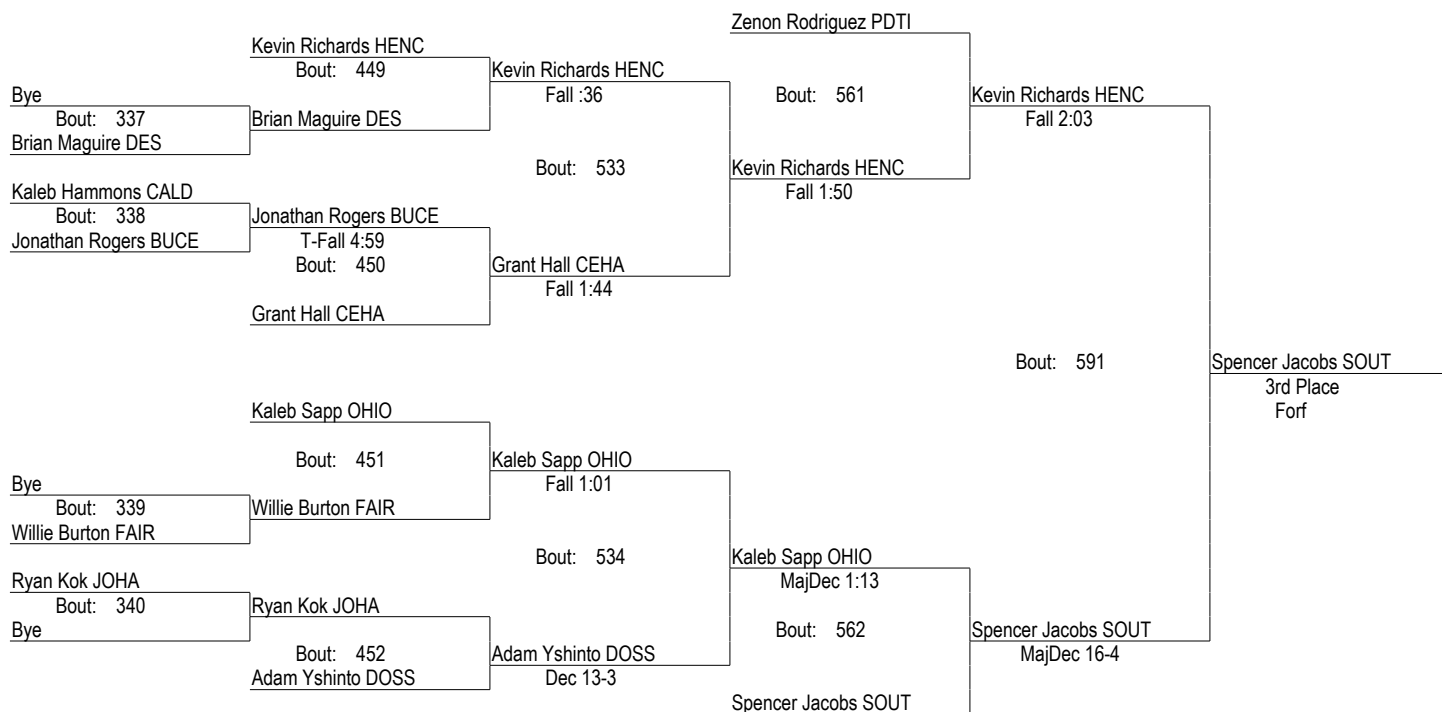 Zenon Rodriguez PDTI
Kevin Richards HENC
Bout: 449
Kevin Richards HENC
Fall :36
Bye
Bout: 561
Kevin Richards HENC
Bout: 337
Brian Maguire DES
Fall 2:03
Brian Maguire DES
Bout: 533
Kevin Richards HENC
Fall 1:50
Kaleb Hammons CALD
Bout: 338
Jonathan Rogers BUCE
Jonathan Rogers BUCE
T-Fall 4:59
Bout: 450
Grant Hall CEHA
Fall 1:44
Grant Hall CEHA
Bout: 591
Spencer Jacobs SOUT
3rd Place
Forf
Kaleb Sapp OHIO
Bout: 451
Kaleb Sapp OHIO
Fall 1:01
Bye
Bout: 339
Willie Burton FAIR
Willie Burton FAIR
Bout: 534
Kaleb Sapp OHIO
MajDec 1:13
Ryan Kok JOHA
Bout: 340
Ryan Kok JOHA
Bye
Bout: 562
Spencer Jacobs SOUT
MajDec 16-4
Bout: 452
Adam Yshinto DOSS
Dec 13-3
Adam Yshinto DOSS
Spencer Jacobs SOUT